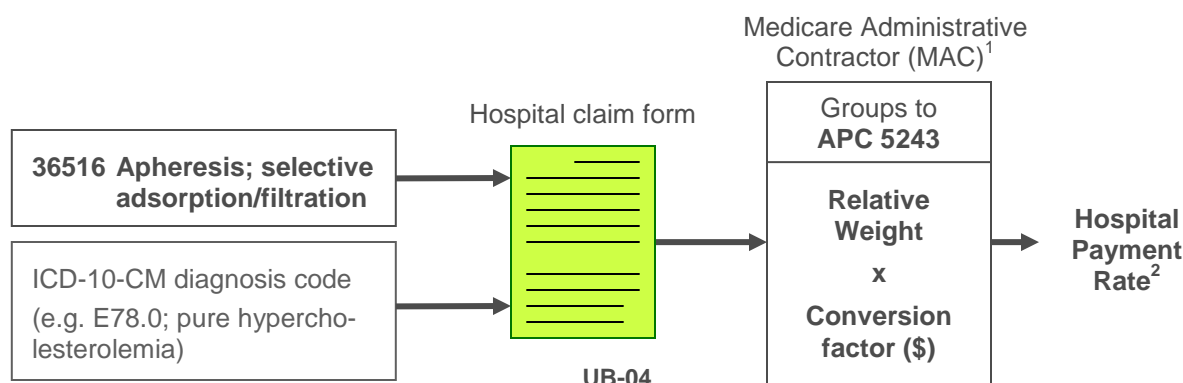 Medicare Administrative
Contractor (MAC)1
Hospital claim form
Groups to
APC 5243
36516 Apheresis; selective
adsorption/filtration
Relative
Weight
x
Conversion
factor ($)
Hospital
Payment
Rate2
ICD-10-CM diagnosis code
(e.g. E78.0; pure hypercho-
lesterolemia)
UB-04